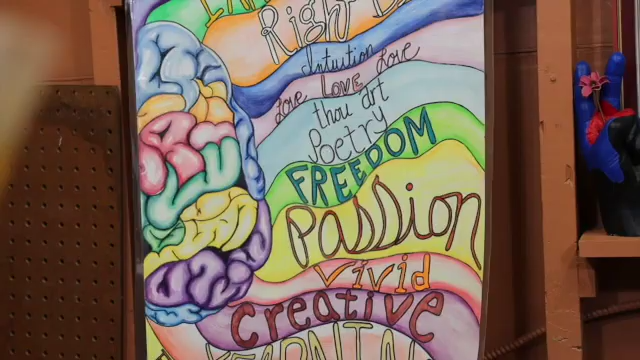 Right
Intuition
Love Love Love
thou art
Poetry
FREEDOM
Passion
Vivid
Creative